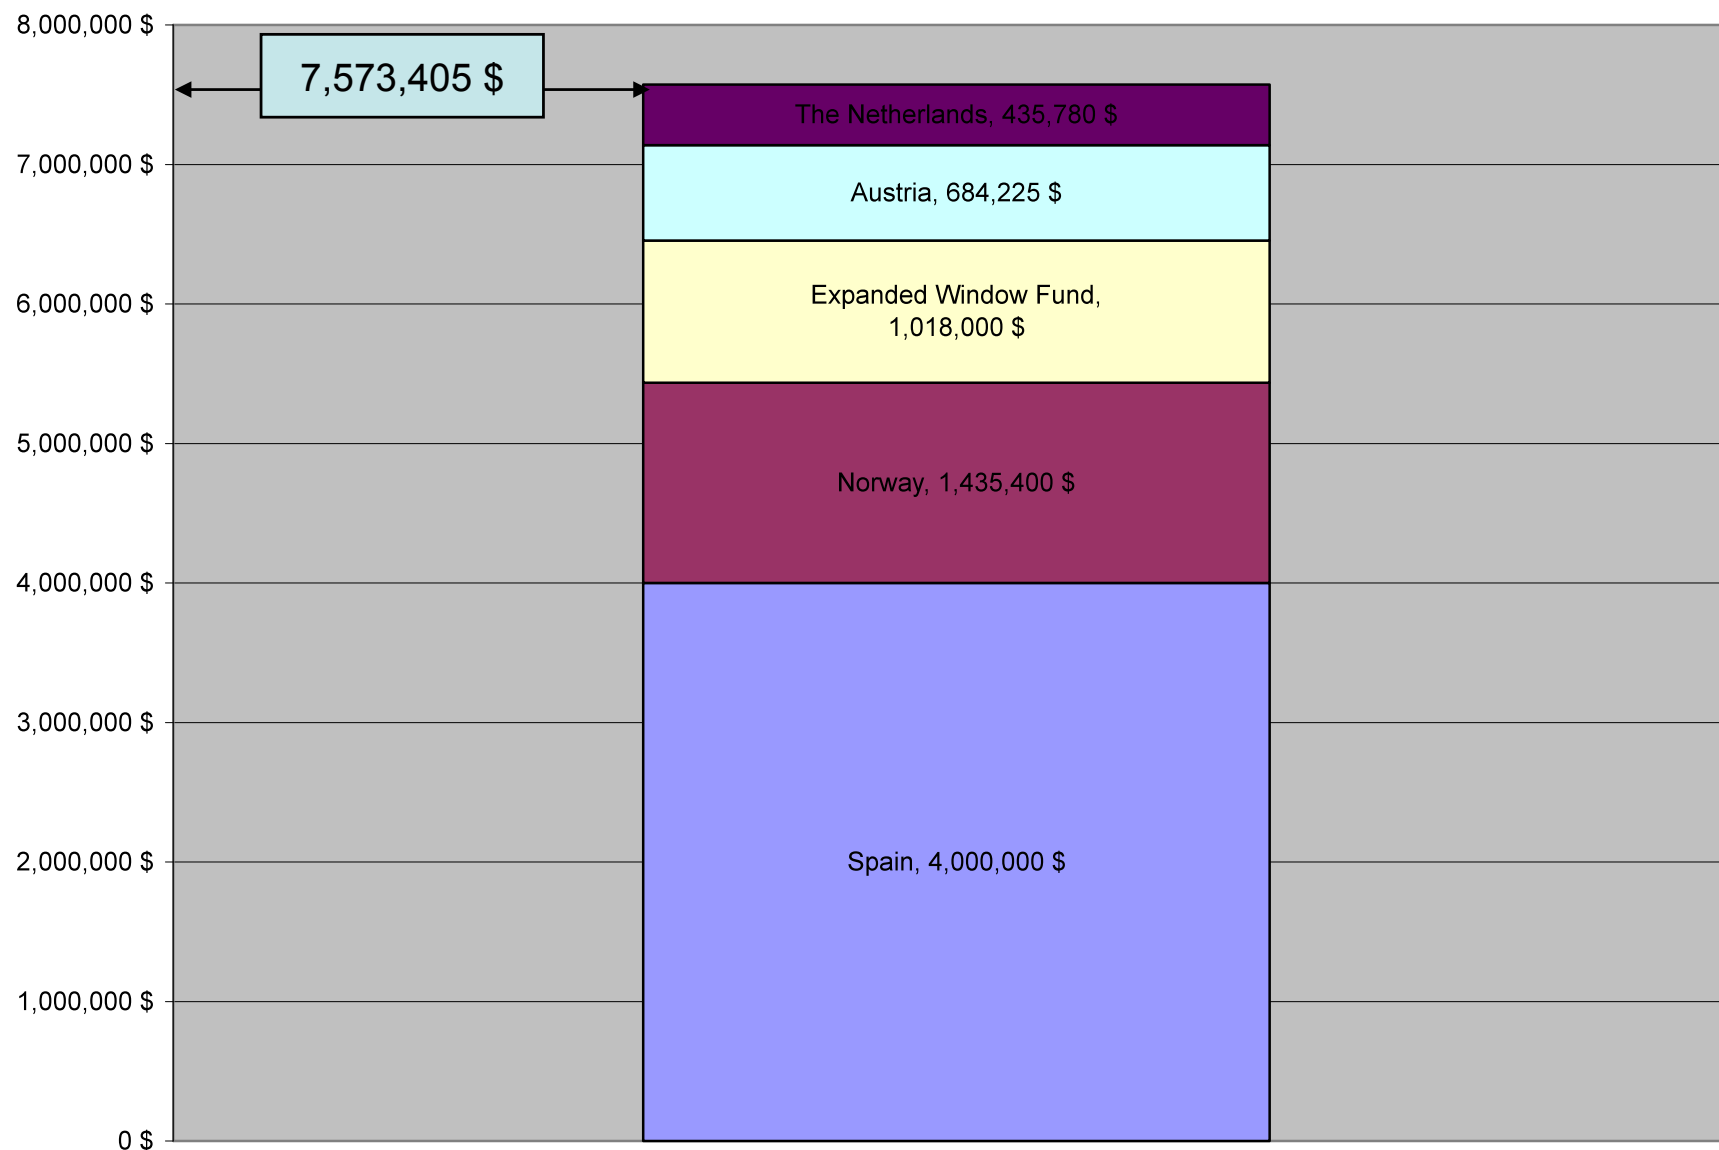 8,000,000 $
7,573,405 $
The Netherlands, 435,780 $
7,000,000 $
Austria, 684,225 $
6,000,000 $
Expanded Window Fund,
1,018,000 $
5,000,000 $
Norway, 1,435,400 $
4,000,000 $
3,000,000 $
2,000,000 $
Spain, 4,000,000 $
1,000,000 $
0 $